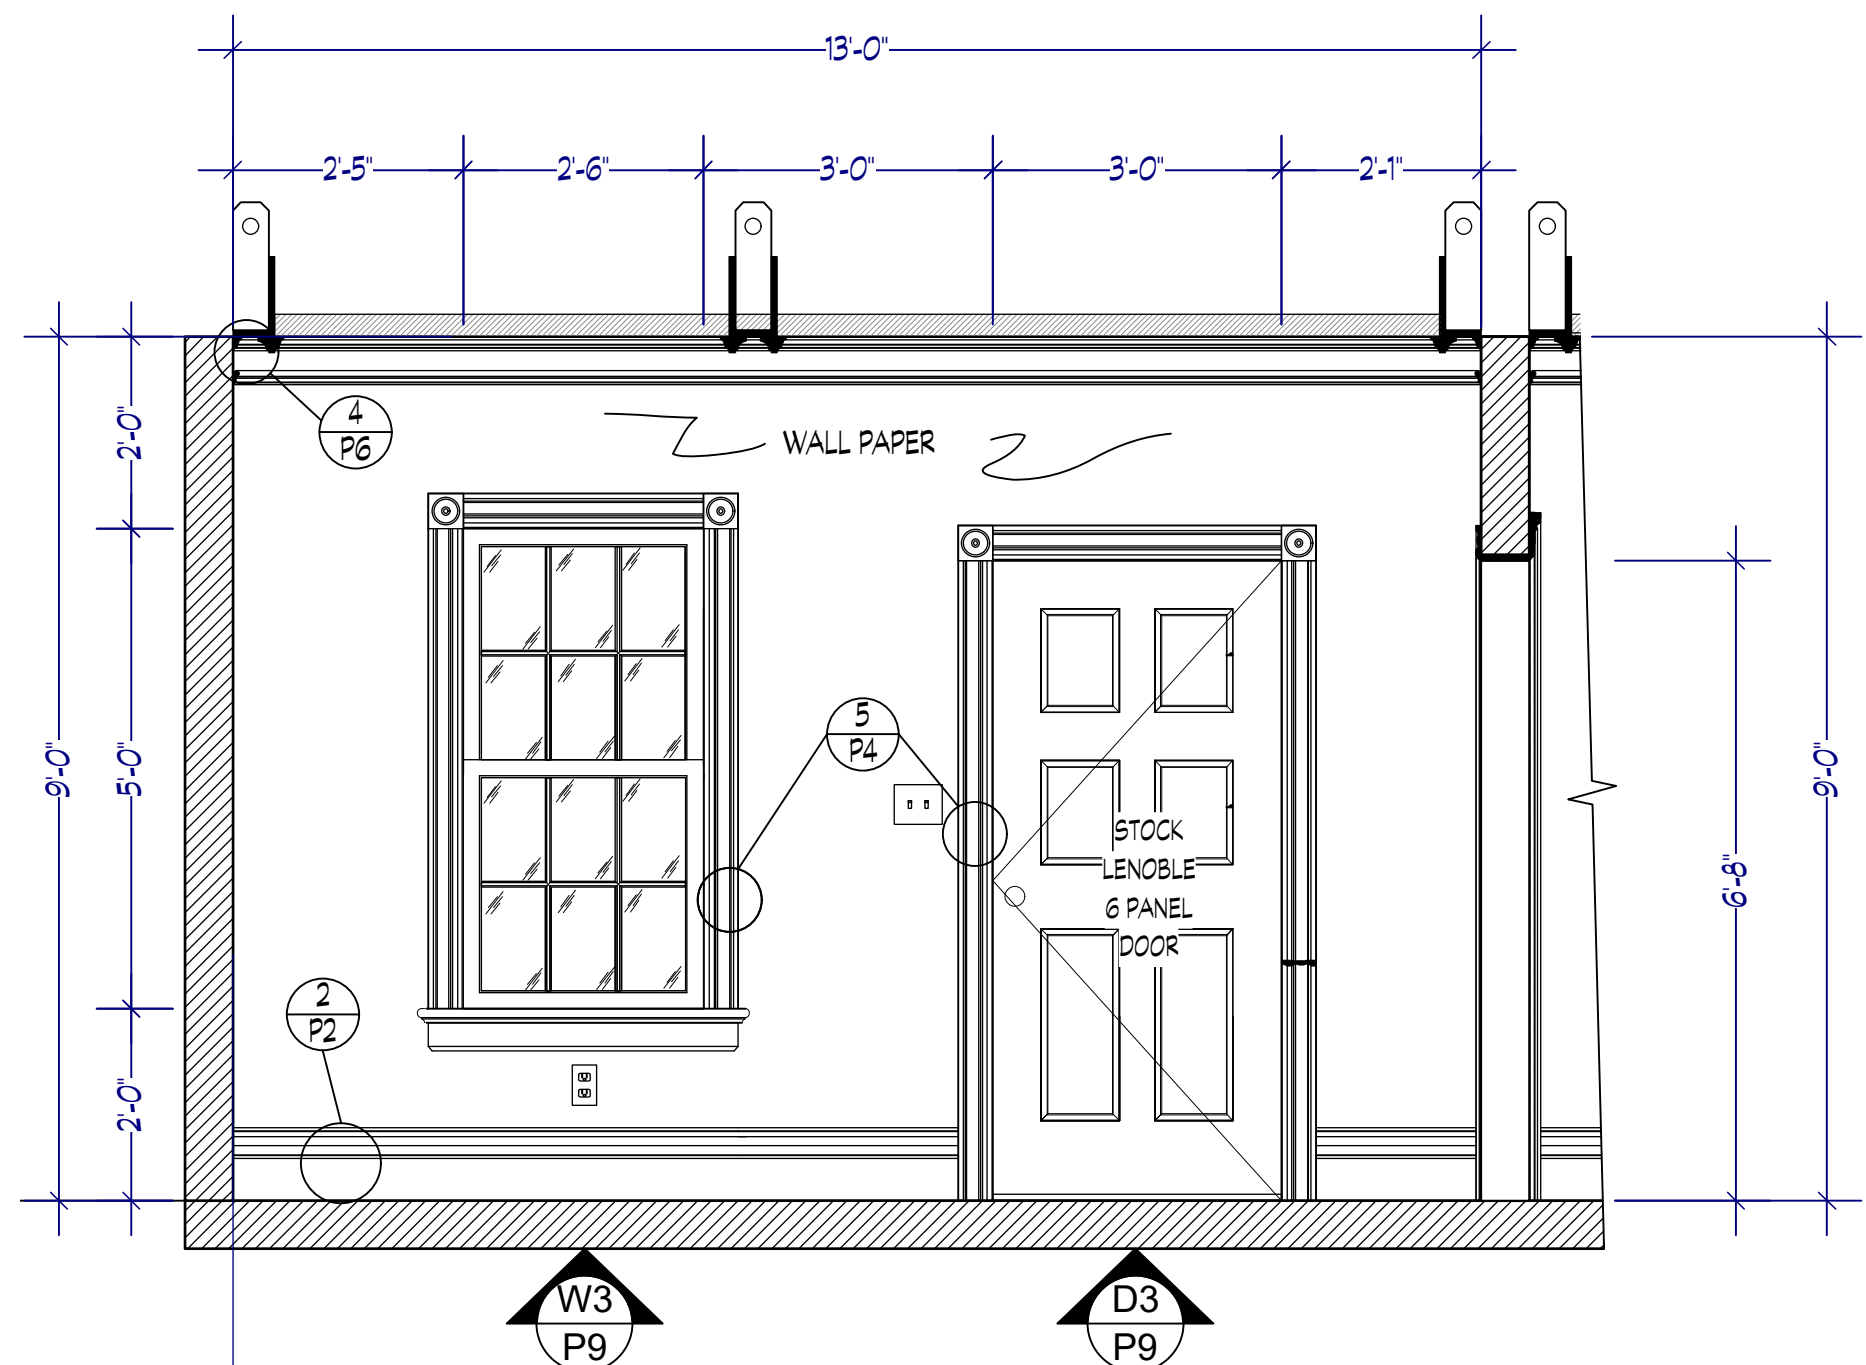 13'-0"
2'-5"
2'-6"
3'-0"
3'-0"
2'-1"
2'-0"
4
P6
WALL PAPER
5
P4
9'-0"
5'-0"
9'-0"
STOCK
LENOBLE
6 PANEL
DOOR
6'-8"
2
P2
2'-0"
W3
P9
D3
P9